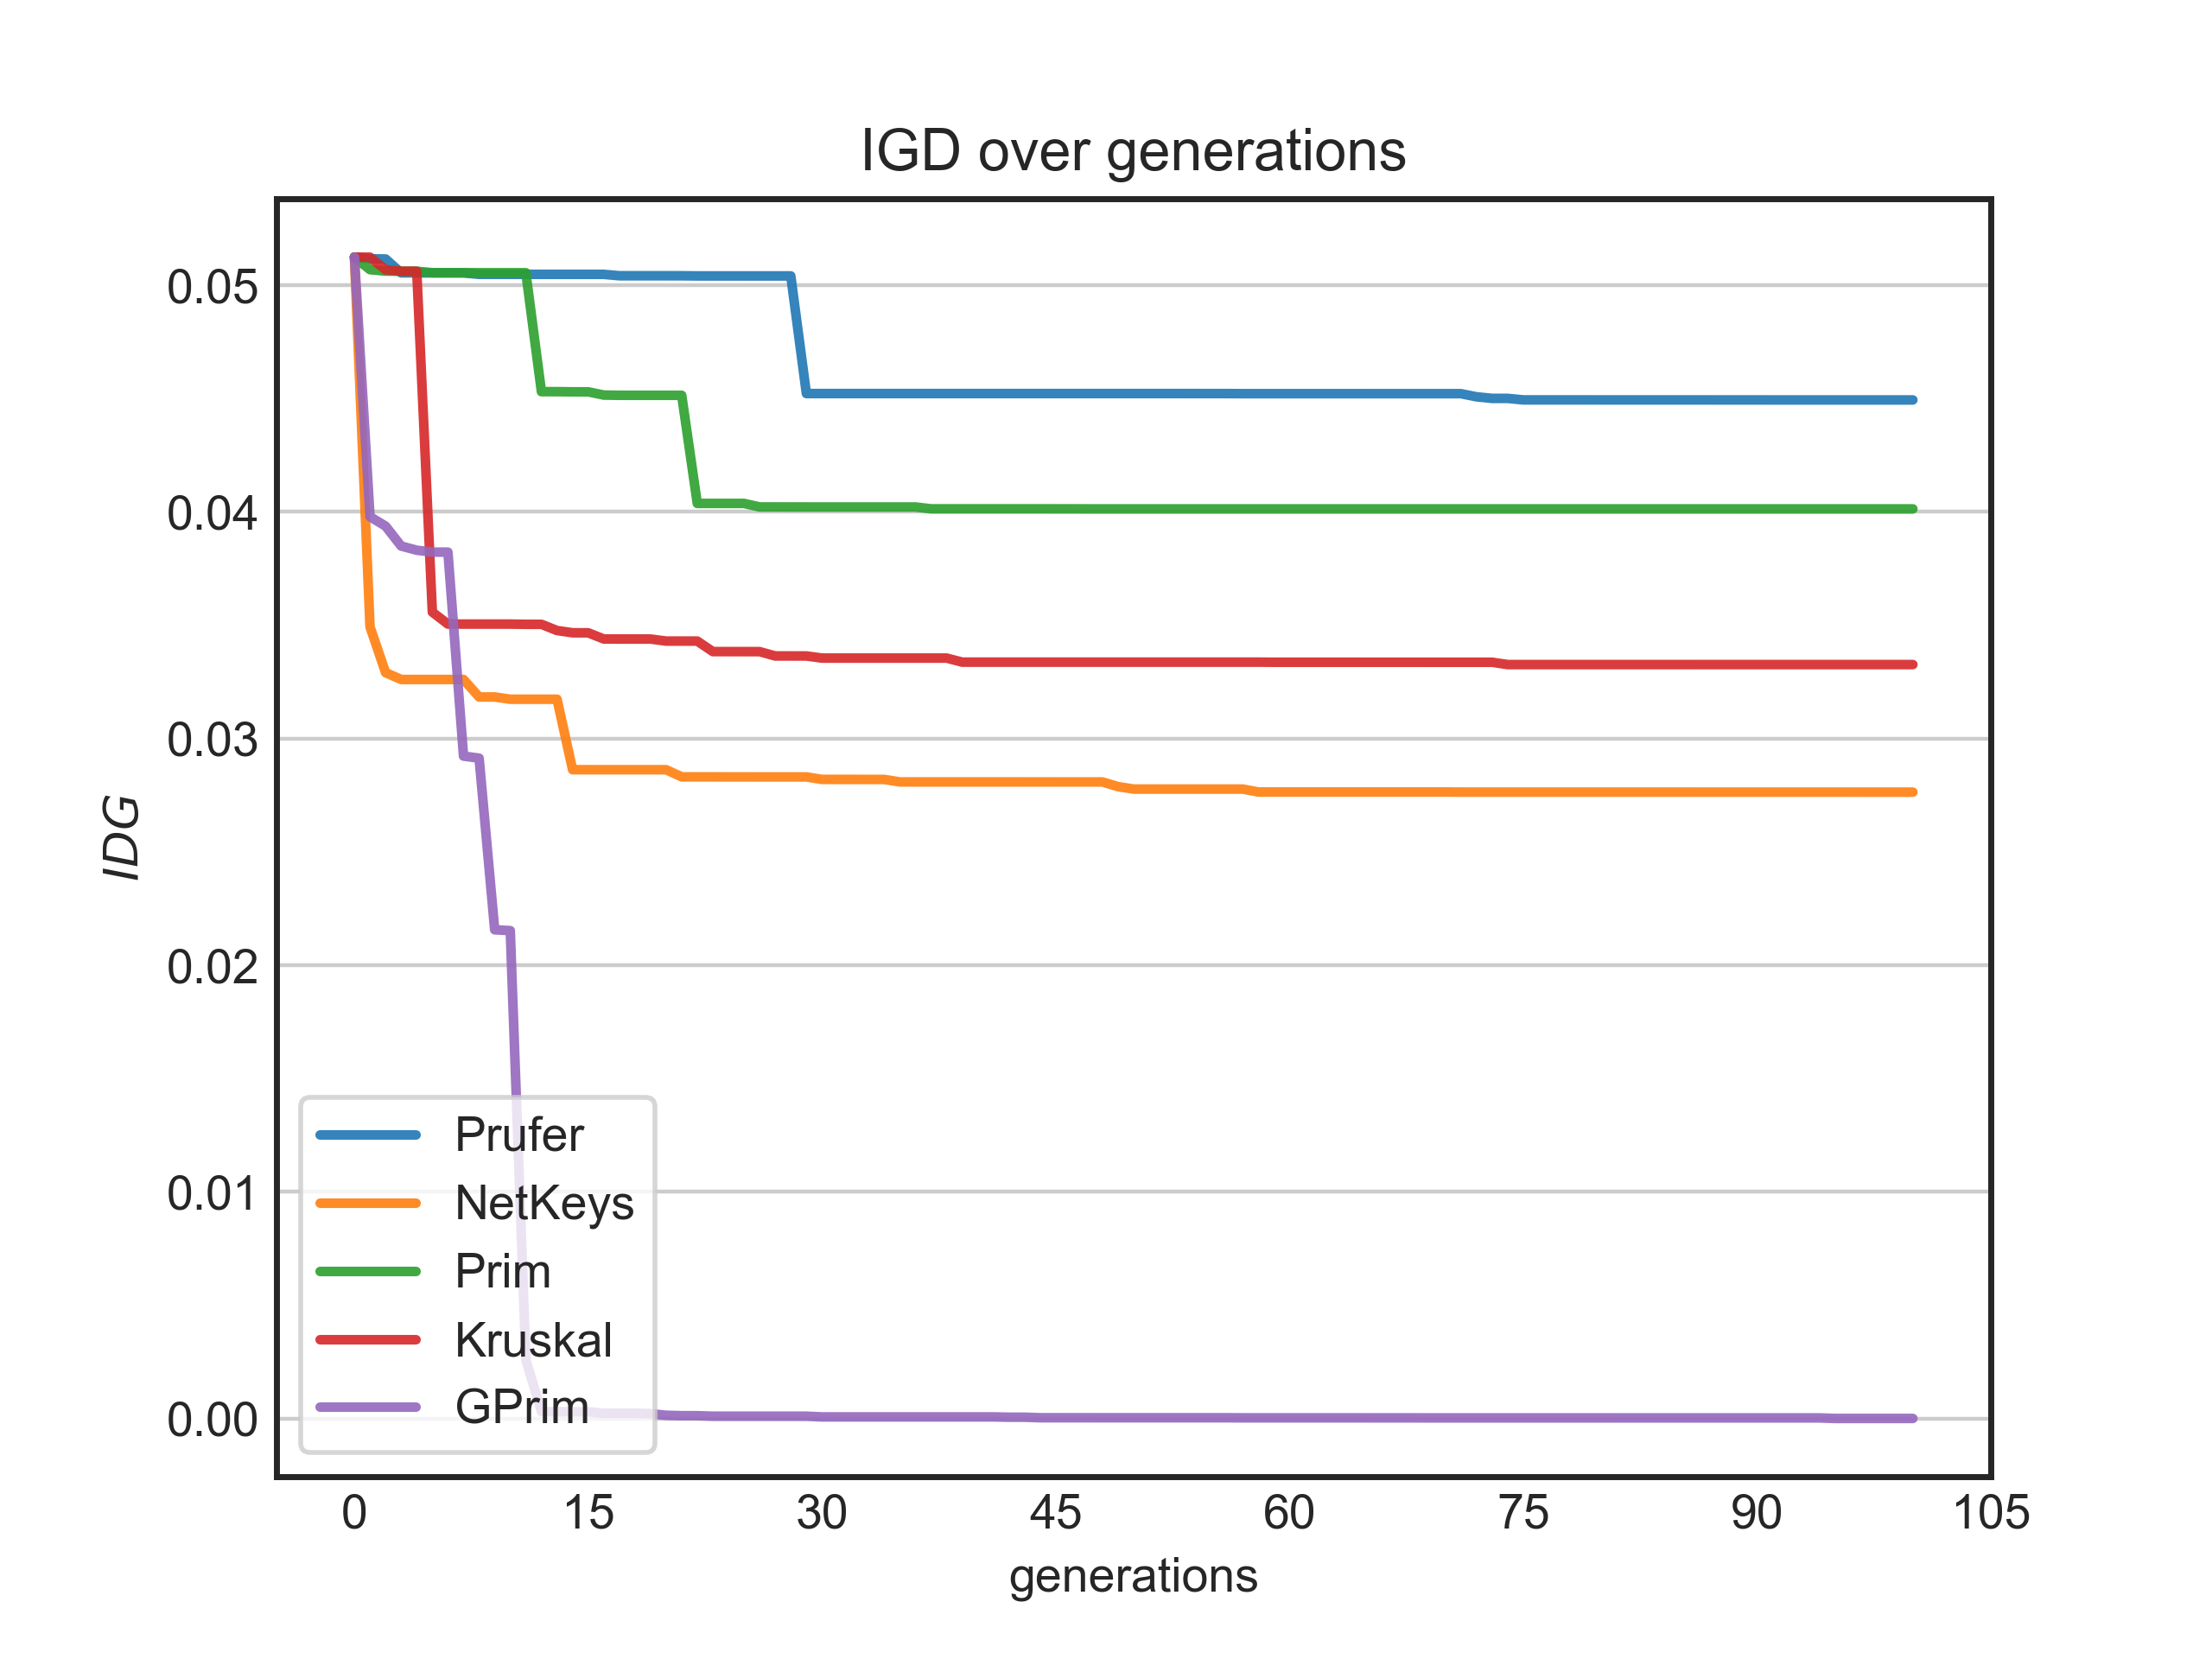 IGD over generations
0.05
0.04
0.03
0.02
0.01
0.00
IDG
Prufer
NetKeys
Prim
Kruskal
GPrim
0 15 30 45 60 75 90 105
generations